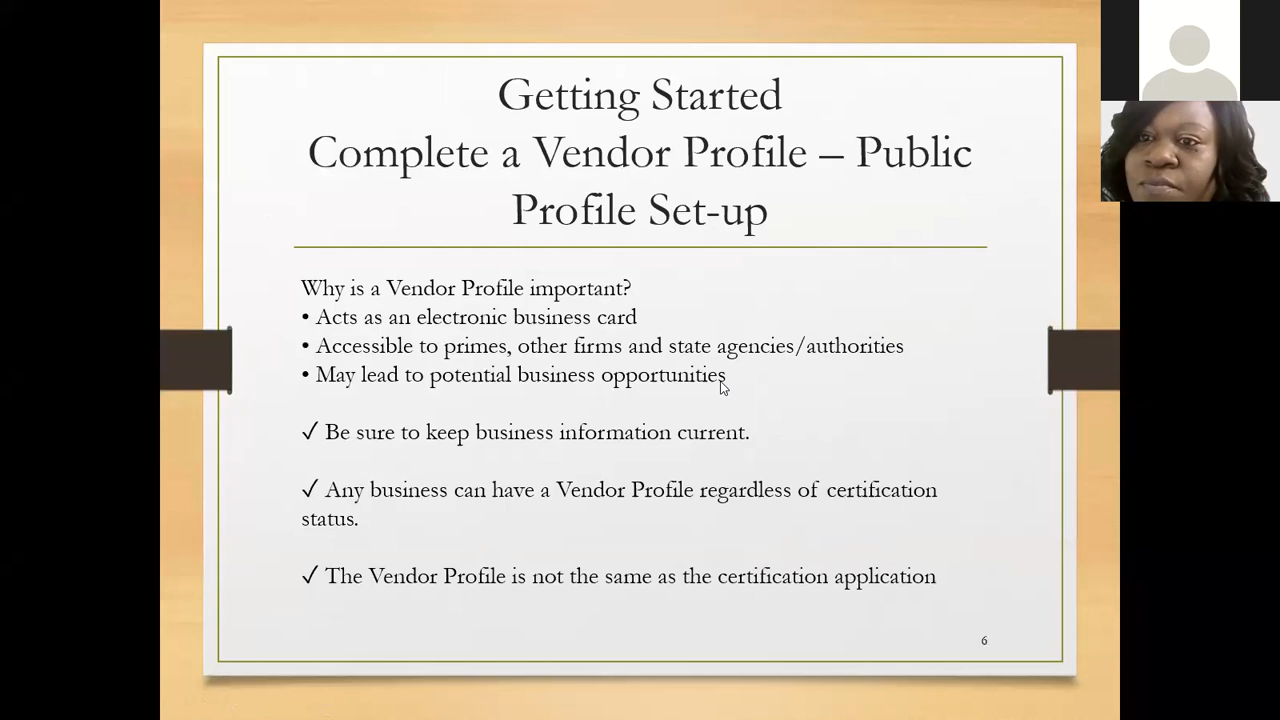 Getting Started
Complete a Vendor Profile – Public
Profile Set-up
Why is a Vendor Profile important?
• Acts as an electronic business card
• Accessible to primes, other firms and state agencies/authorities
• May lead to potential business opportunities
✓ Be sure to keep business information current.
✓ Any business can have a Vendor Profile regardless of certification
status.
✓ The Vendor Profile is not the same as the certification application
6